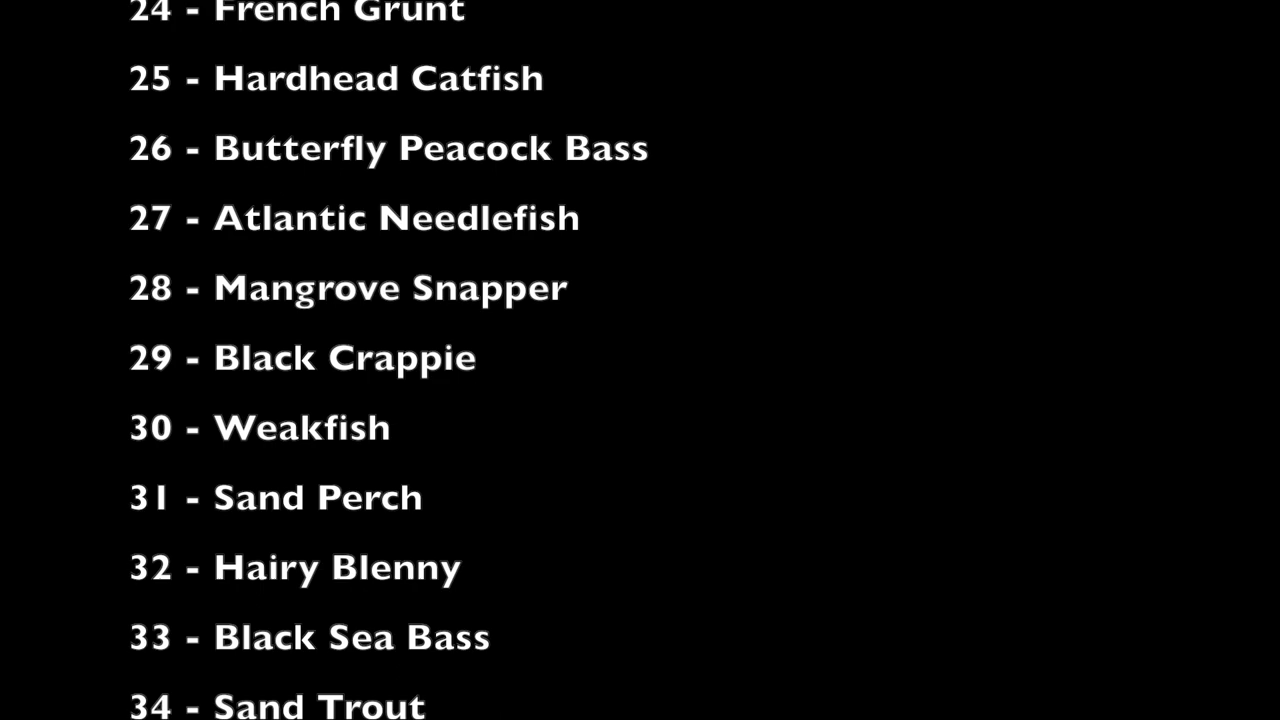 24 - French Grunt
25 - Hardhead Catfish
26 - Butterfly Peacock Bass
27 - Atlantic Needlefish
28 - Mangrove Snapper
29 - Black Crappie
30 - Weakfish
31 - Sand Perch
32 - Hairy Blenny
33 - Black Sea Bass
34 - Sand Trout